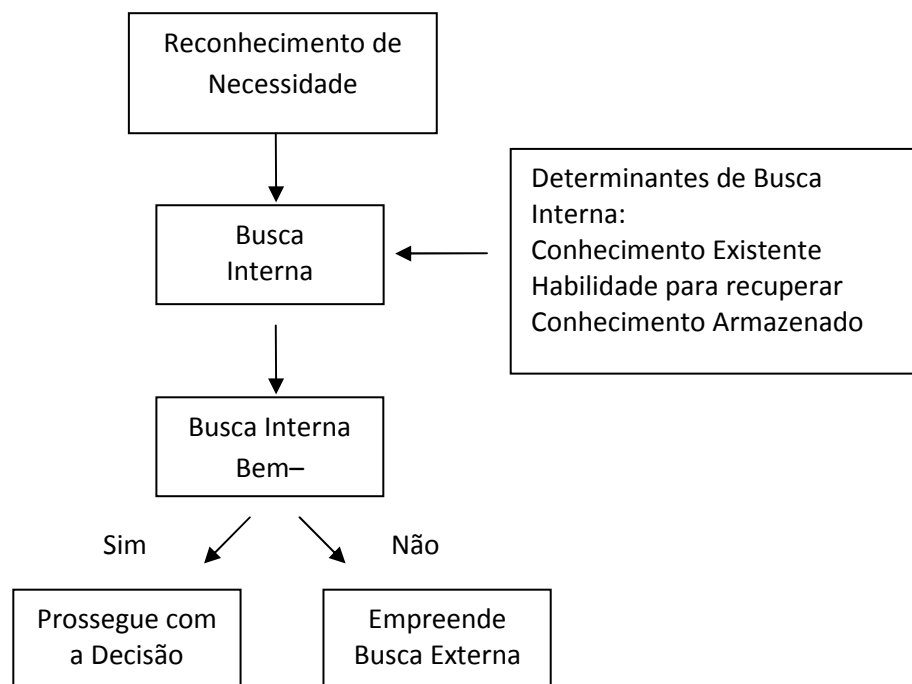 Reconhecimento de
Necessidade
Determinantes de Busca
Interna:
Conhecimento Existente
Habilidade para recuperar
Conhecimento Armazenado
Busca
Interna
Busca Interna
Bem–
Sim
Não
Prossegue com
a Decisão
Empreende
Busca Externa